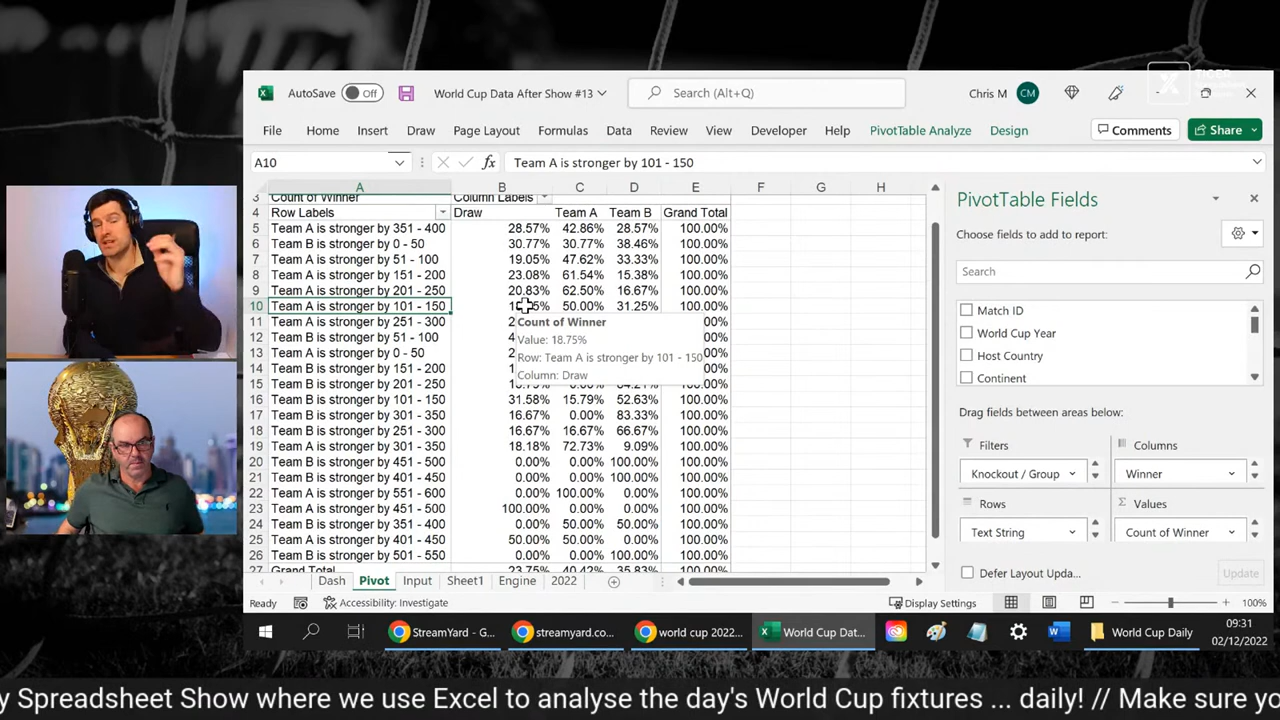 AutoSave Off World Cup Data After Show #13 Search (Alt+Q) Chris M CM
TIGER
File Home Insert Draw Page Layout Formulas Data Review View Developer Help PivotTable Analyze Design Comments Share
A10 fx Team A is stronger by 101 - 150
A B C D E F G H
3 Count of Winner Column Labels
4 Row Labels Draw Team A Team B Grand Total
5 Team A is stronger by 351 - 400 28.57% 42.86% 28.57% 100.00%
6 Team B is stronger by 0 - 50 30.77% 30.77% 38.46% 100.00%
7 Team A is stronger by 51 - 100 19.05% 47.62% 33.33% 100.00%
8 Team A is stronger by 151 - 200 23.08% 61.54% 15.38% 100.00%
9 Team A is stronger by 201 - 250 20.83% 62.50% 16.67% 100.00%
10 Team A is stronger by 101 - 150 50.00% 31.25% 100.00%
11 Team A is stronger by 251 - 300
12 Team B is stronger by 51 - 100
13 Team A is stronger by 0 - 50
14 Team B is stronger by 151 - 200
15 Team B is stronger by 201 - 250
16 Team B is stronger by 101 - 150 31.58% 15.79% 52.63% 100.00%
17 Team B is stronger by 301 - 350 16.67% 0.00% 83.33% 100.00%
18 Team B is stronger by 251 - 300 16.67% 16.67% 66.67% 100.00%
19 Team A is stronger by 301 - 350 18.18% 72.73% 9.09% 100.00%
20 Team B is stronger by 451 - 500 0.00% 0.00% 100.00% 100.00%
21 Team B is stronger by 401 - 450 0.00% 0.00% 100.00% 100.00%
22 Team A is stronger by 551 - 600 0.00% 100.00% 0.00% 100.00%
23 Team A is stronger by 451 - 500 100.00% 0.00% 0.00% 100.00%
24 Team B is stronger by 351 - 400 0.00% 50.00% 50.00% 100.00%
25 Team A is stronger by 401 - 450 50.00% 50.00% 0.00% 100.00%
26 Team B is stronger by 501 - 550 0.00% 0.00% 100.00% 100.00%
27 Grand Total 23.75% 40.42% 35.83% 100.00%
Count of Winner
Value: 18.75%
Row: Team A is stronger by 101 - 150
Column: Draw
PivotTable Fields
Choose fields to add to report:
Search
Match ID
World Cup Year
Host Country
Continent
Drag fields between areas below:
Filters Columns
Knockout / Group Winner
Rows Values
Text String Count of Winner
Defer Layout Upda... Update
Dash Pivot Input Sheet1 Engine 2022
Ready Accessibility: Investigate Display Settings 100%
StreamYard - G... streamyard.co... world cup 2022... World Cup Dat... World Cup Daily 09:31
02/12/2022
y Spreadsheet Show where we use Excel to analyse the day's World Cup fixtures ... daily! // Make sure yo